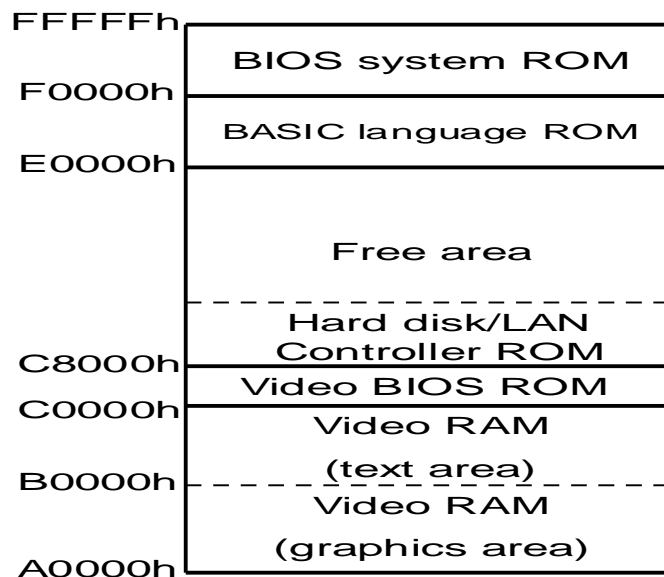 FFFFFh
BIOS system ROM
F0000h
BASIC language ROM
E0000h
Free area
Hard disk/LAN
Controller ROM
C8000h
Video BIOS ROM
C0000h
Video RAM
(text area)
B0000h
Video RAM
(graphics area)
A0000h